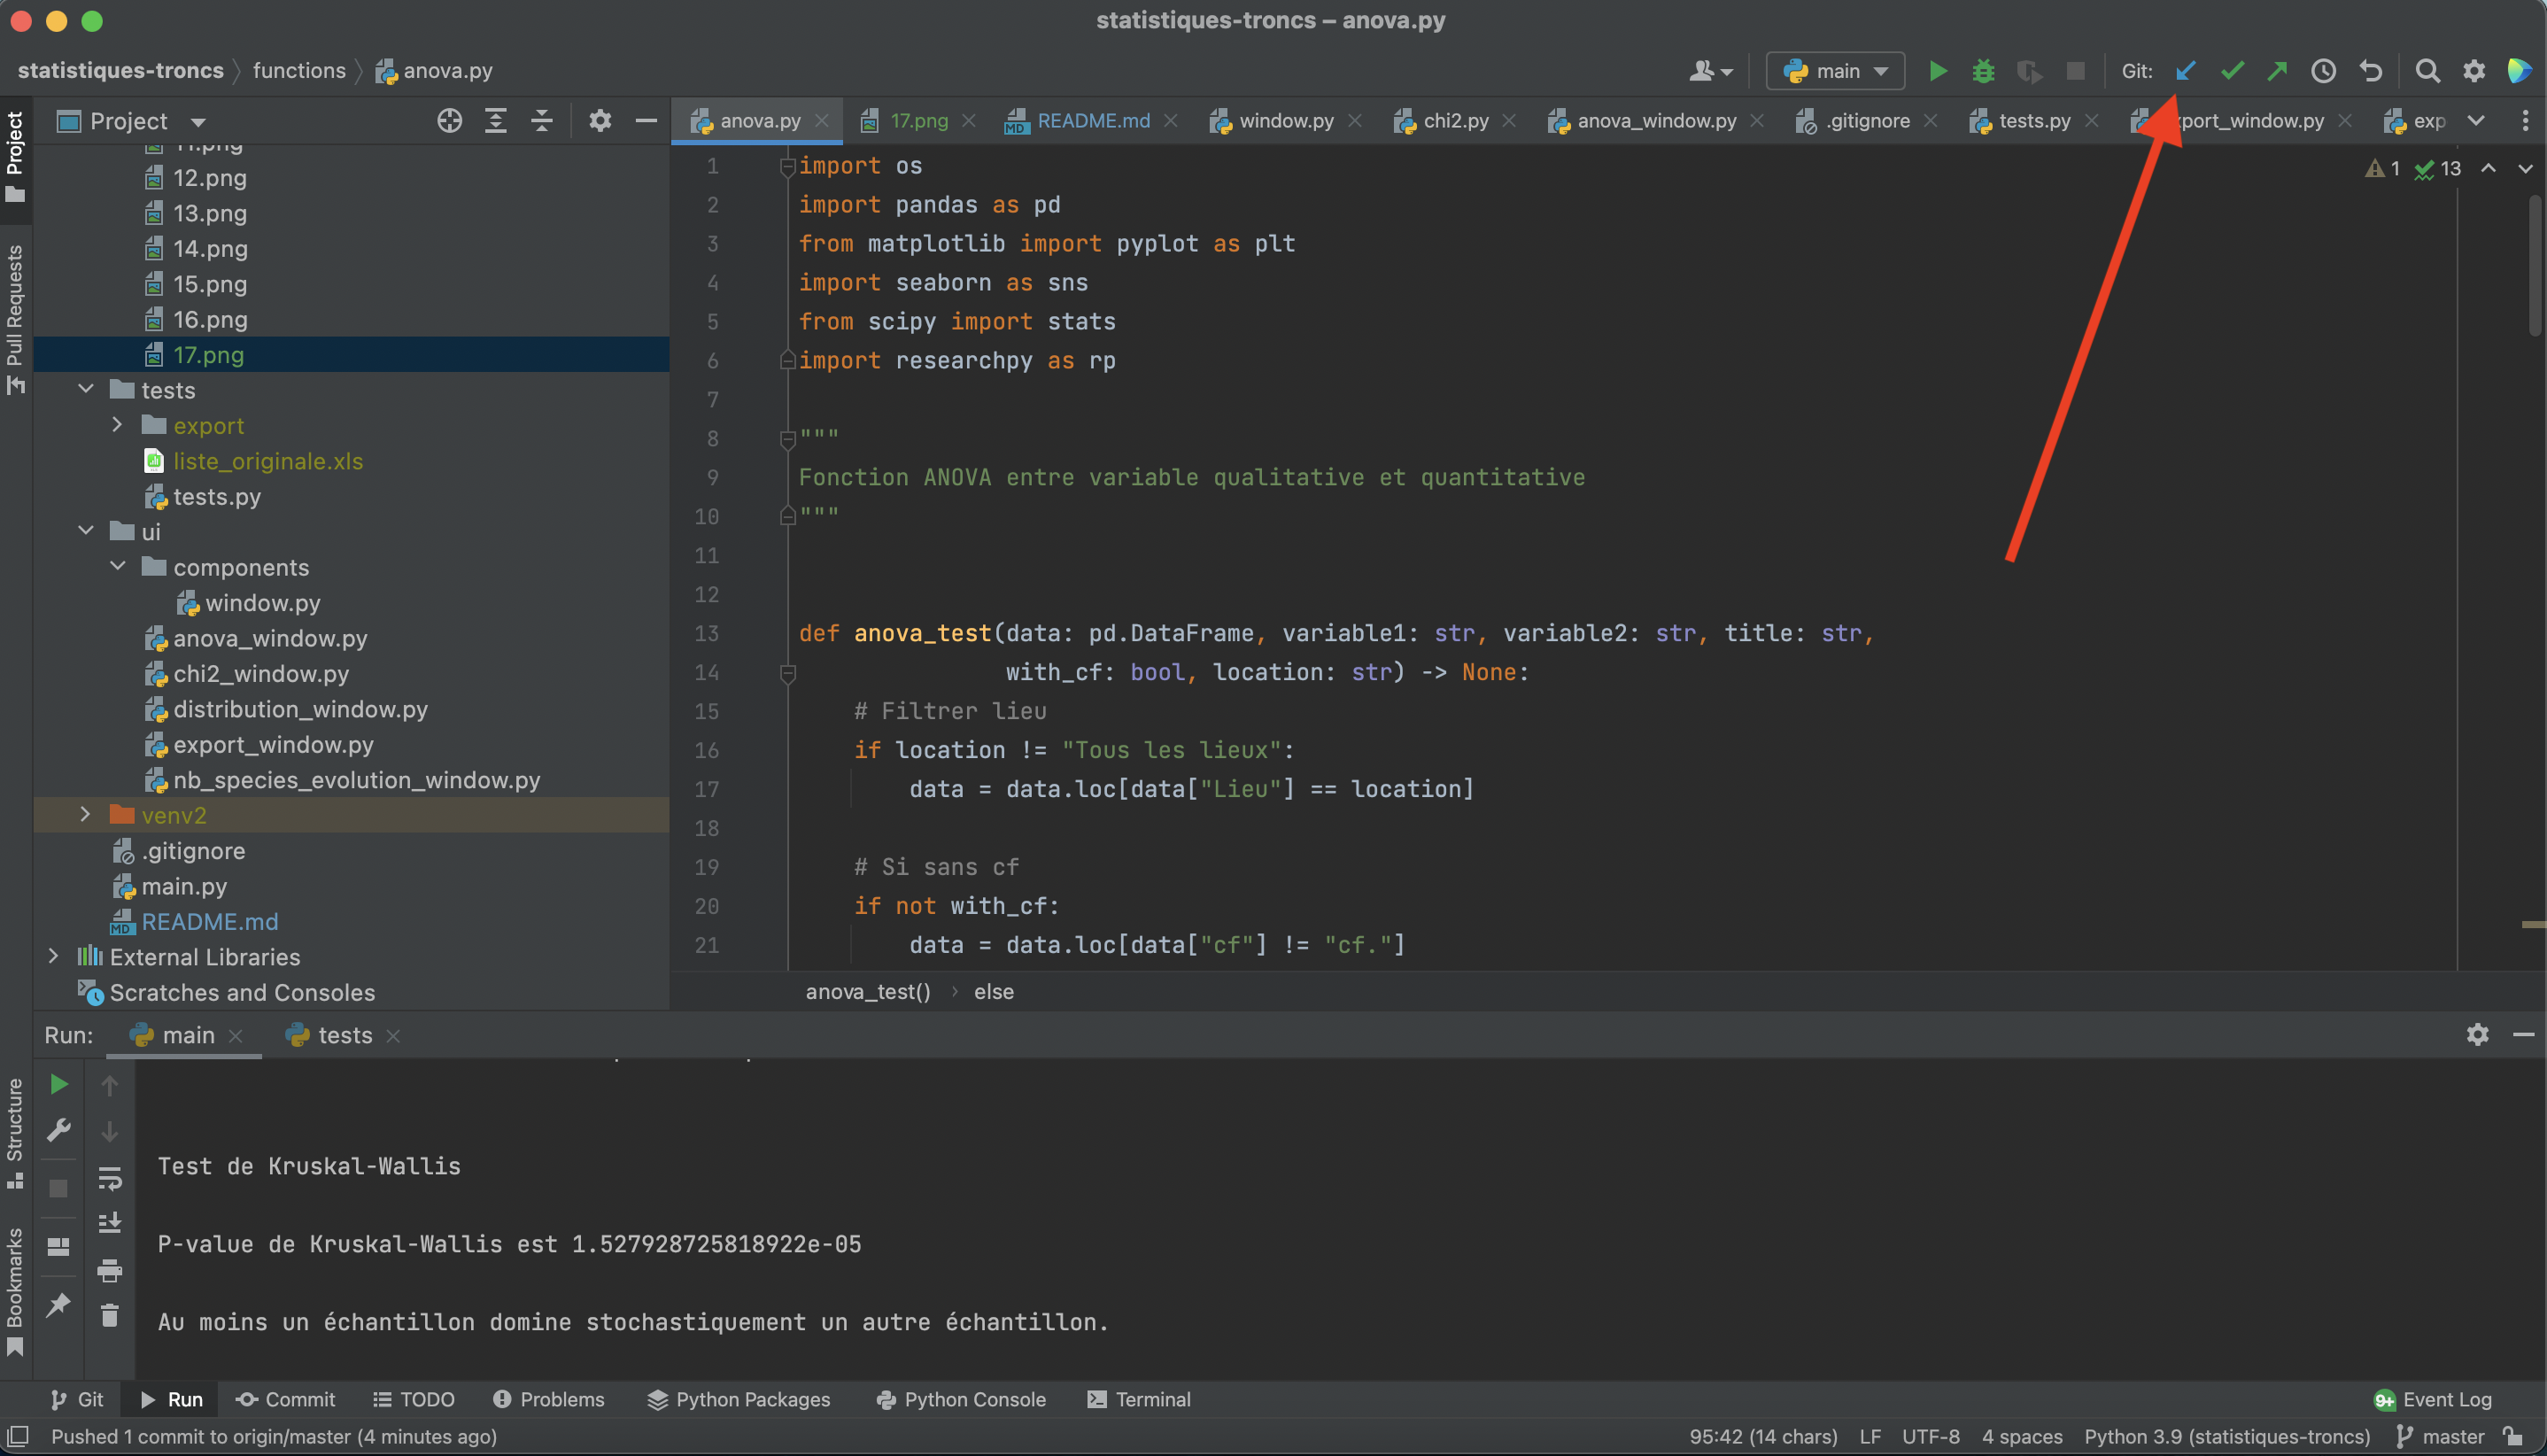 statistiques-troncs – anova.py
statistiques-troncs functions anova.py
main
Git:
Project
anova.py 17.png README.md window.py chi2.py anova_window.py .gitignore tests.py port_window.py exp
Project
Pull Requests
Structure
Bookmarks
11.png
12.png
13.png
14.png
15.png
16.png
17.png
tests
export
liste_originale.xls
tests.py
ui
components
window.py
anova_window.py
chi2_window.py
distribution_window.py
export_window.py
nb_species_evolution_window.py
venv2
.gitignore
main.py
MD README.md
External Libraries
Scratches and Consoles
1 13
1 import os
2 import pandas as pd
3 from matplotlib import pyplot as plt
4 import seaborn as sns
5 from scipy import stats
6 import researchpy as rp
7
8 """
9 Fonction ANOVA entre variable qualitative et quantitative
10 """
11
12
13 def anova_test(data: pd.DataFrame, variable1: str, variable2: str, title: str,
14 with_cf: bool, location: str) -> None:
15 # Filtrer lieu
16 if location != "Tous les lieux":
17 data = data.loc[data["Lieu"] == location]
18
19 # Si sans cf
20 if not with_cf:
21 data = data.loc[data["cf"] != "cf."]
anova_test() › else
Run: main tests
Test de Kruskal-Wallis
P-value de Kruskal-Wallis est 1.527928725818922e-05
Au moins un échantillon domine stochastiquement un autre échantillon.
Git Run Commit TODO Problems Python Packages Python Console Terminal 9+ Event Log
Pushed 1 commit to origin/master (4 minutes ago) 95:42 (14 chars) LF UTF-8 4 spaces Python 3.9 (statistiques-troncs) master